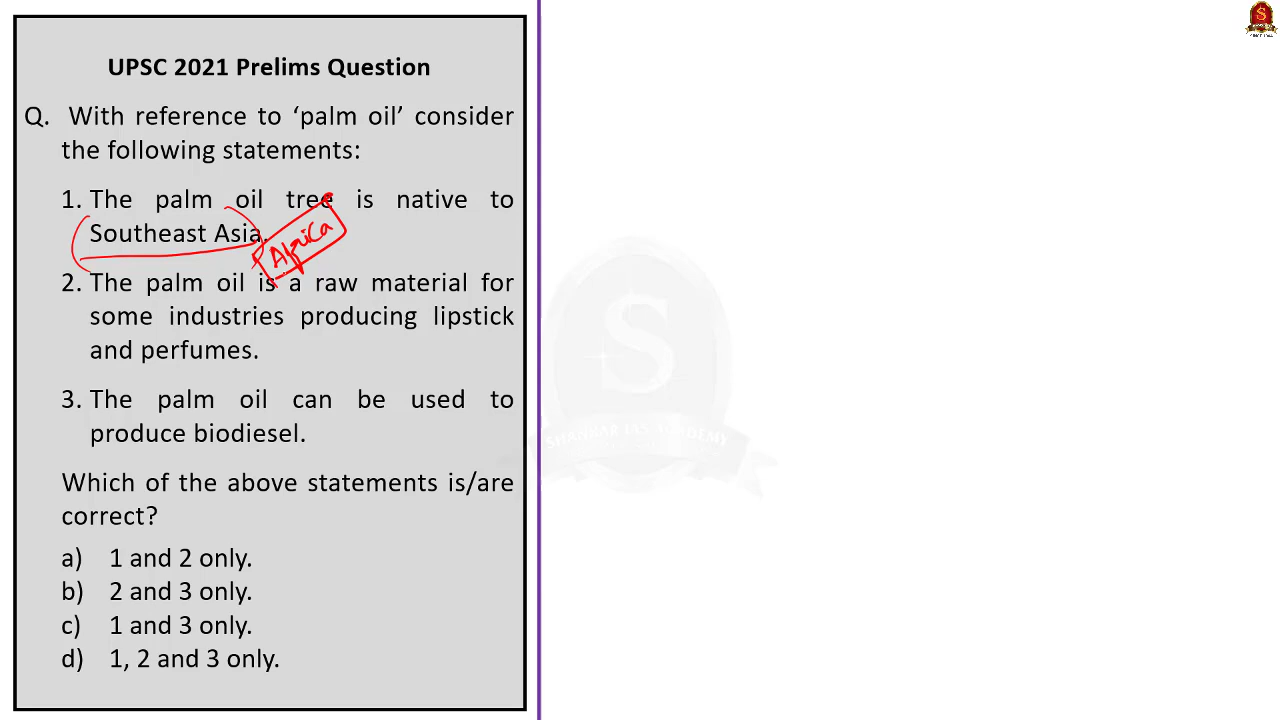 UPSC 2021 Prelims Question
Q. With reference to ‘palm oil’ consider
the following statements:
1. The palm oil tree is native to
Southeast Asia.
Africa
2. The palm oil is a raw material for
some industries producing lipstick
and perfumes.
3. The palm oil can be used to
produce biodiesel.
Which of the above statements is/are
correct?
a) 1 and 2 only.
b) 2 and 3 only.
c) 1 and 3 only.
d) 1, 2 and 3 only.
S
SHANKAR IAS ACADEMY
S